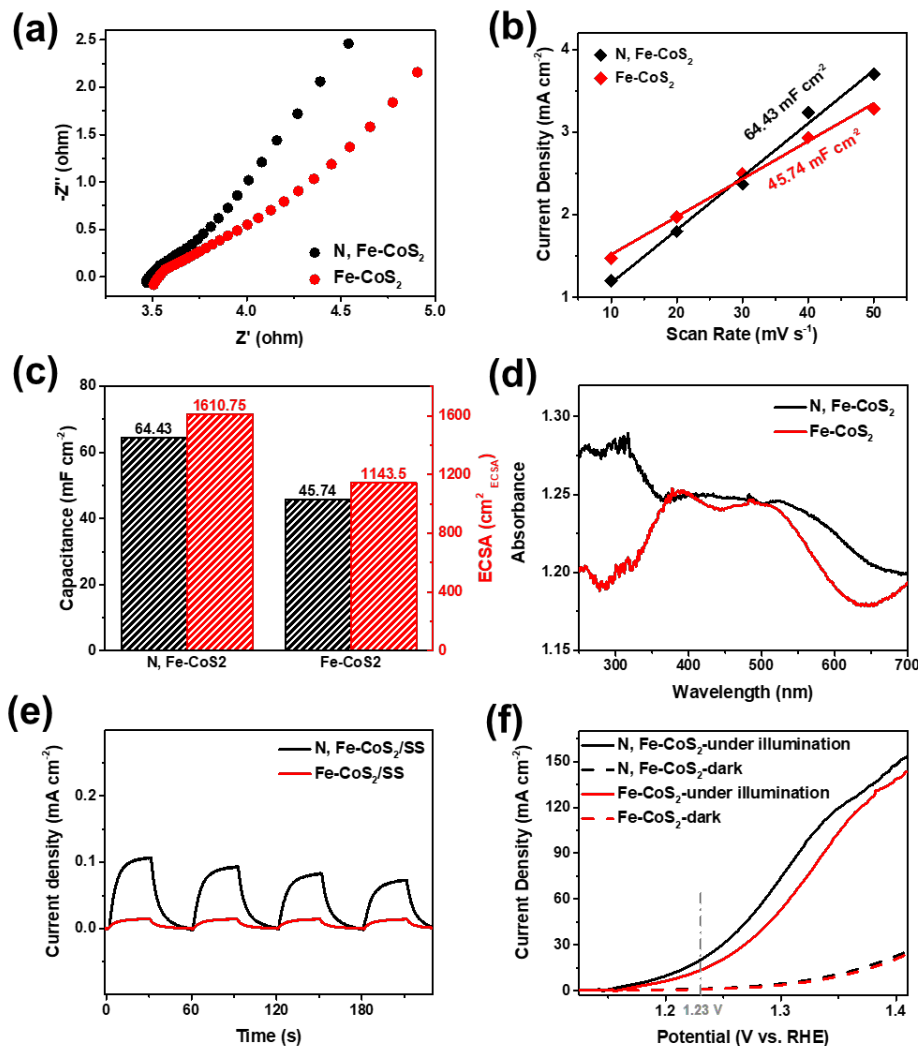 (a)
2.5
2.0
1.5
1.0
0.5
0.0
-Z'' (ohm)
N, Fe-CoS2
Fe-CoS2
3.5 4.0 4.5 5.0
Z' (ohm)
(b)
4
3
2
1
Current Density (mA cm-2)
N, Fe-CoS2
Fe-CoS2
64.43 mF cm-2
45.74 mF cm-2
10 20 30 40 50
Scan Rate (mV s-1)
(c)
80
60
40
20
0
Capacitance (mF cm-2)
64.43
1610.75
45.74
1143.5
1600
1200
800
400
0
ECSA (cm2 ECSA)
N, Fe-CoS2 Fe-CoS2
(d)
1.30
1.25
1.20
1.15
Absorbance
N, Fe-CoS2
Fe-CoS2
300 400 500 600 700
Wavelength (nm)
(e)
0.2
0.1
0.0
Current density (mA cm-2)
N, Fe-CoS2/SS
Fe-CoS2/SS
0 60 120 180
Time (s)
(f)
150
120
90
60
30
0
Current Density (mA cm-2)
N, Fe-CoS2-under illumination
N, Fe-CoS2-dark
Fe-CoS2-under illumination
Fe-CoS2-dark
1.23 V
1.2 1.3 1.4
Potential (V vs. RHE)